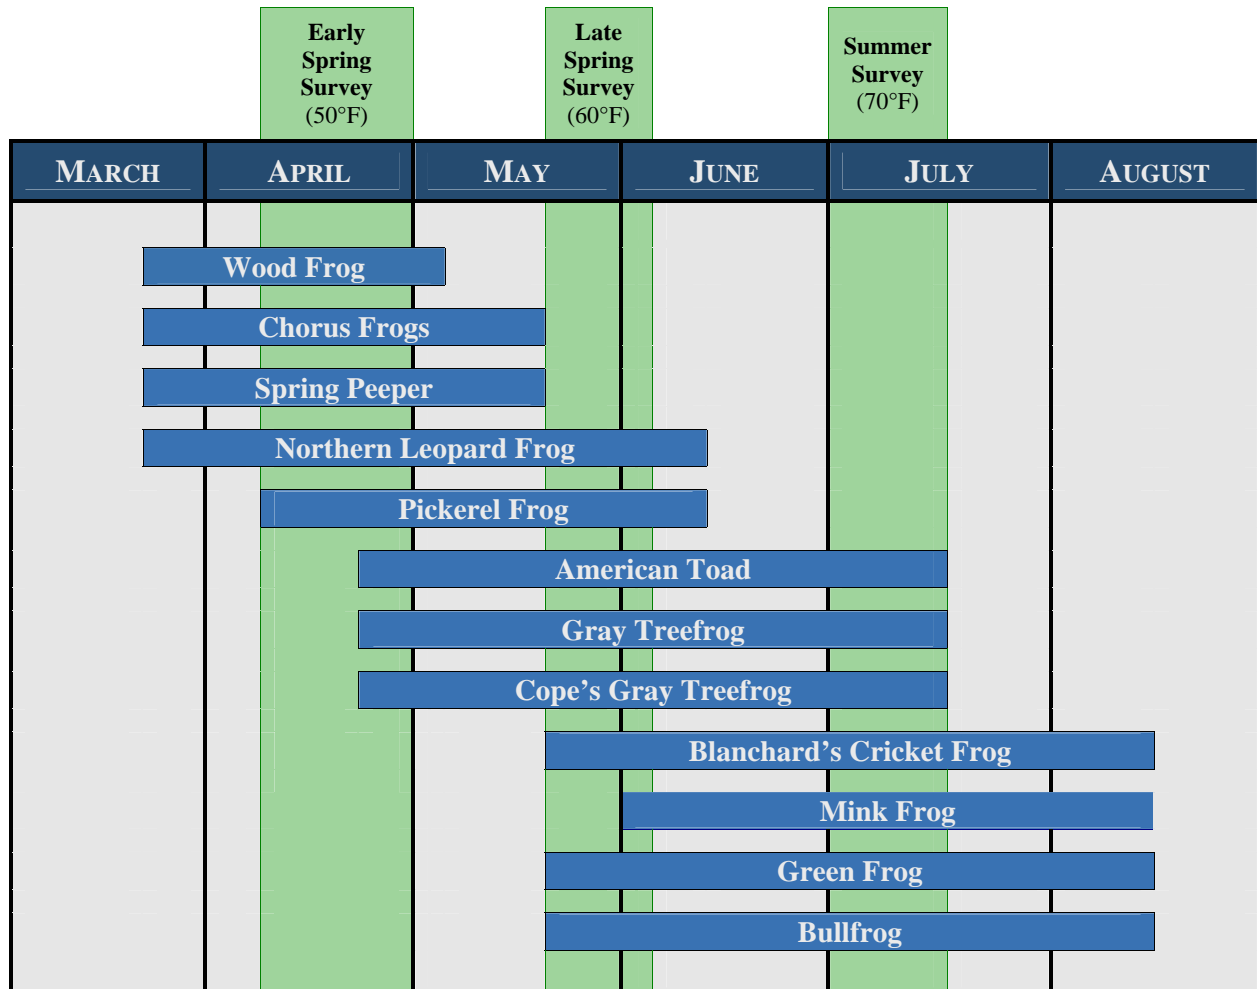 Early
Spring
Survey
(50°F)
Late
Spring
Survey
(60°F)
Summer
Survey
(70°F)
MARCH
APRIL
MAY
JUNE
JULY
AUGUST
Wood Frog
Chorus Frogs
Spring Peeper
Northern Leopard Frog
Pickerel Frog
American Toad
Gray Treefrog
Cope’s Gray Treefrog
Blanchard’s Cricket Frog
Mink Frog
Green Frog
Bullfrog